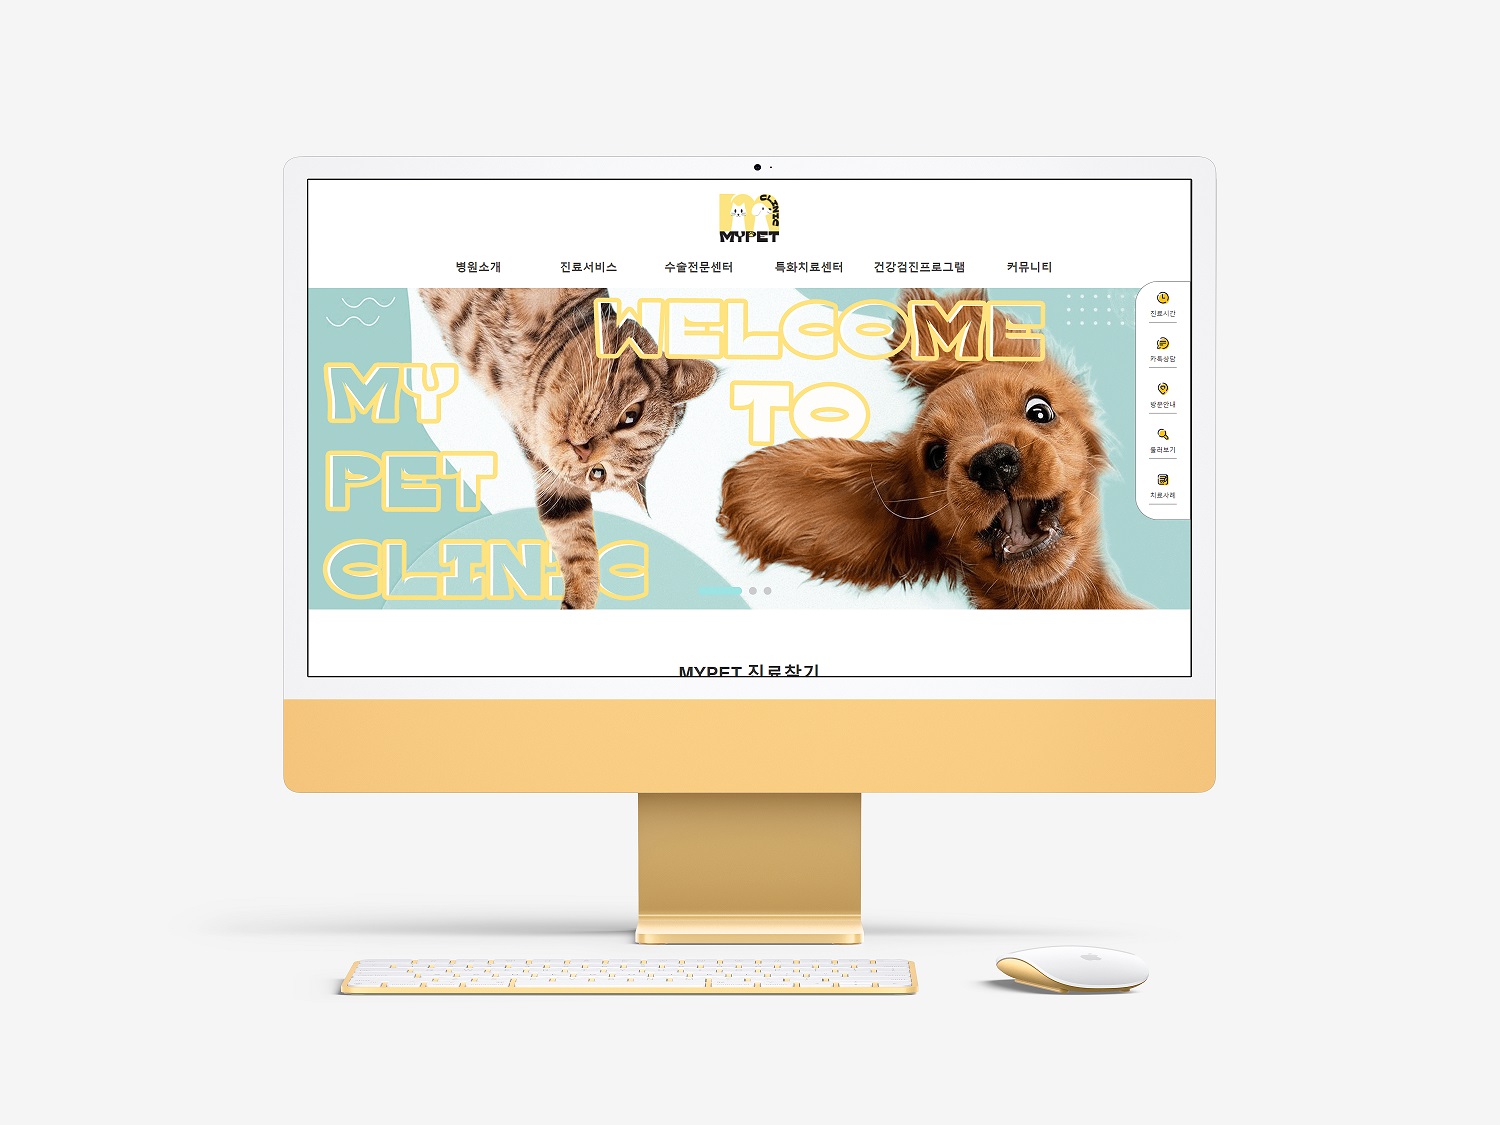 CLINIC
MYPET
병원소개 진료서비스 수술전문센터 특화치료센터 건강검진프로그램 커뮤니티
WELCOME
TO
MY
PET
CLINIC
진료시간
카톡상담
방문안내
둘러보기
치료사례
MYPET 진료찾기